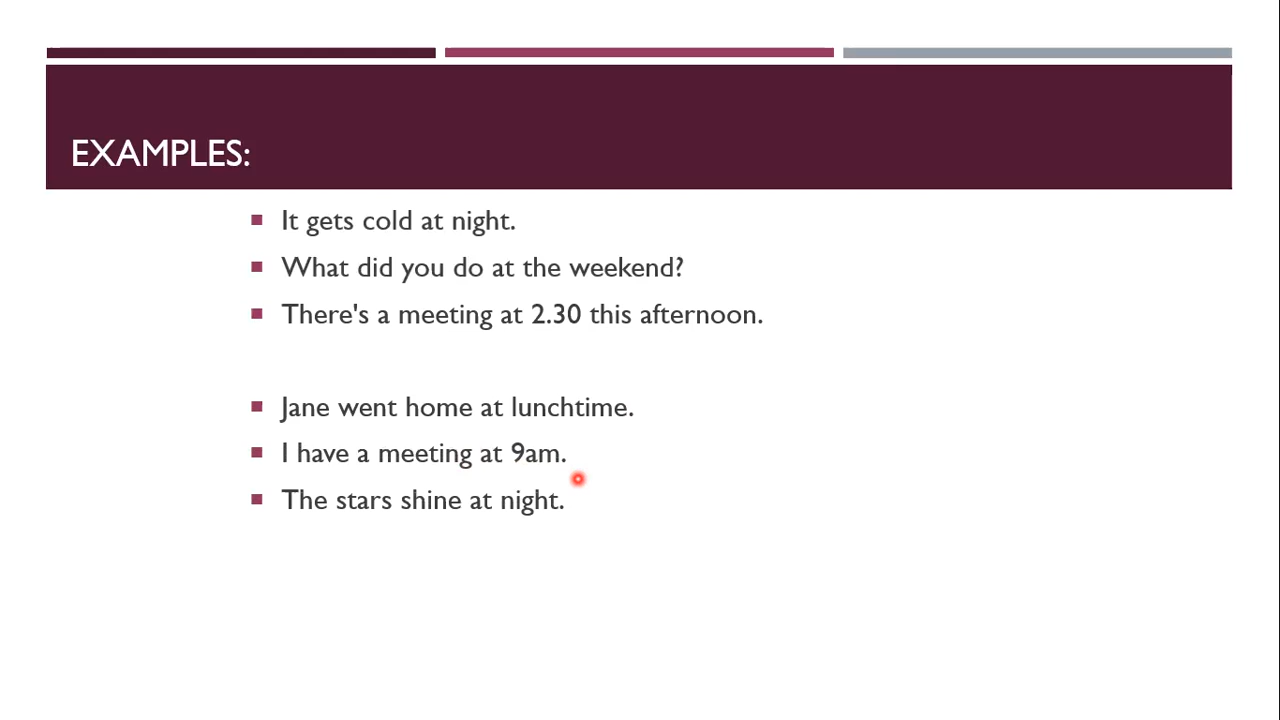 EXAMPLES:
It gets cold at night.
What did you do at the weekend?
There's a meeting at 2.30 this afternoon.
Jane went home at lunchtime.
I have a meeting at 9am.
The stars shine at night.